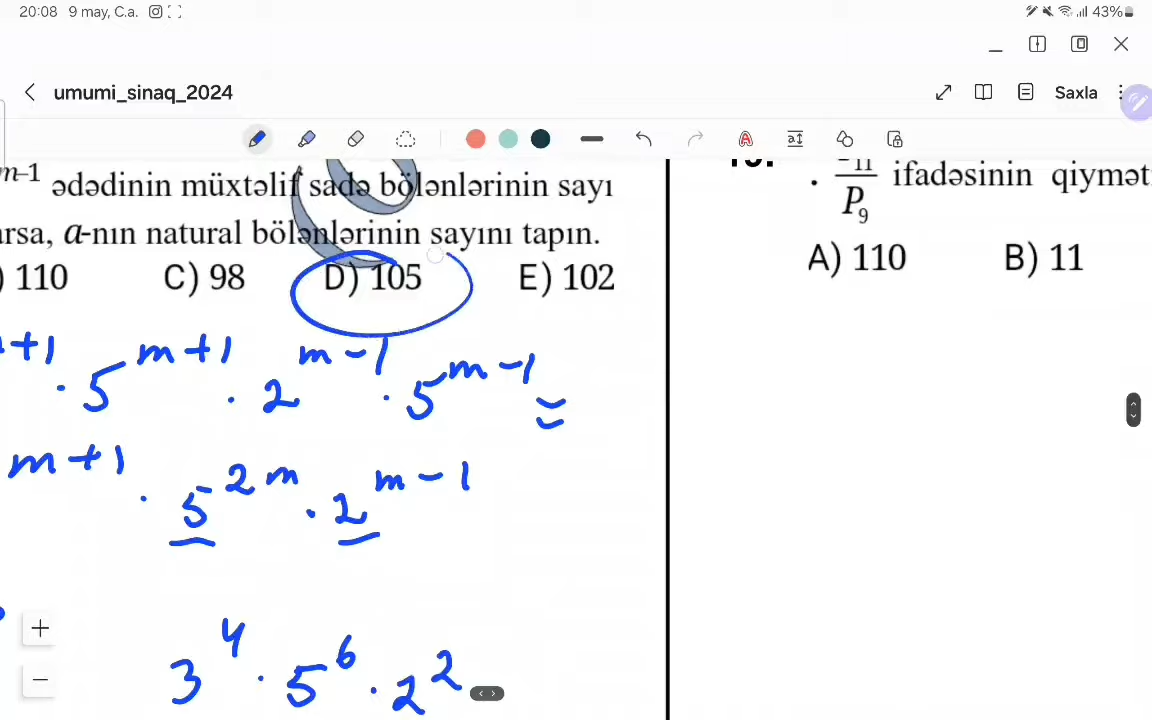 20:08 9 may, C.a. 43%
umumi_sinaq_2024 Saxla
m–1 ədədinin müxtəlif sadə bölənlərinin sayı
arsa, a-nın natural bölənlərinin sayını tapın.
) 110 C) 98 D) 105 E) 102
+1 · 5^(m+1) · 2^(m-1) · 5^(m-1) =
m+1 · 5^(2m) · 2^(m-1)
3^4 · 5^6 · 2^2
. 11/P₉ ifadəsinin qiymət
A) 110 B) 11